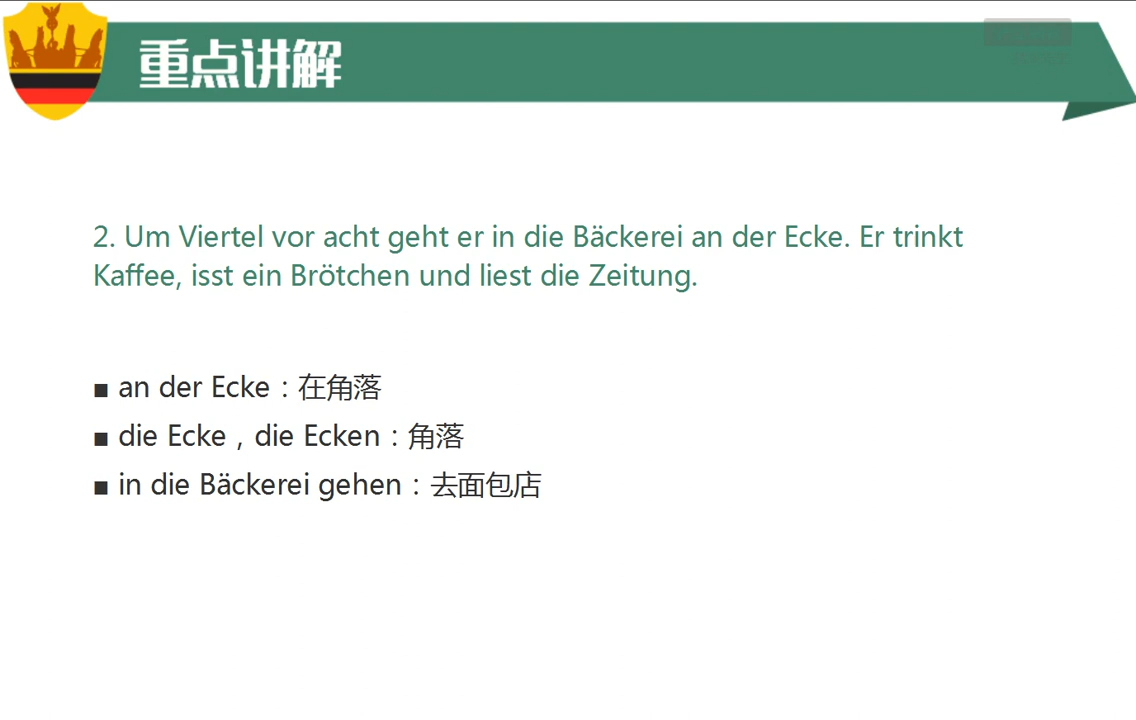 重点讲解
2. Um Viertel vor acht geht er in die Bäckerei an der Ecke. Er trinkt
Kaffee, isst ein Brötchen und liest die Zeitung.
■ an der Ecke：在角落
■ die Ecke，die Ecken：角落
■ in die Bäckerei gehen：去面包店